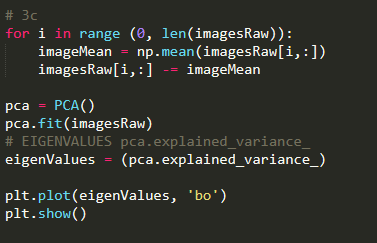 # 3c
for i in range (0, len(imagesRaw)):
    imageMean = np.mean(imagesRaw[i,:])
    imagesRaw[i,:] -= imageMean
pca = PCA()
pca.fit(imagesRaw)
# EIGENVALUES pca.explained_variance_
eigenValues = (pca.explained_variance_)
plt.plot(eigenValues, 'bo')
plt.show()